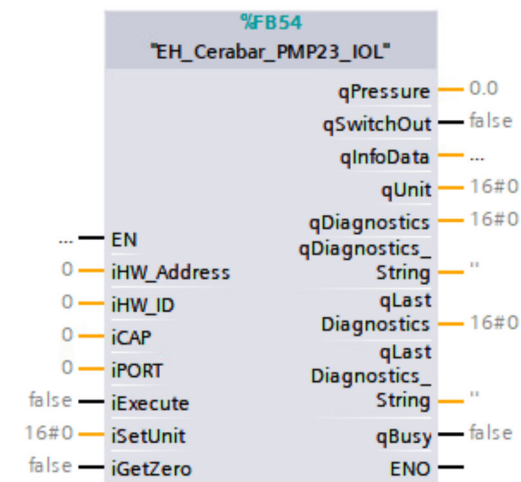 %FB54
"EH_Cerabar_PMP23_IOL"
qPressure 0.0
qSwitchOut false
qInfoData ...
qUnit 16#0
qDiagnostics 16#0
... EN
qDiagnostics_
0 iHW_Address
String ''
0 iHW_ID
qLast
Diagnostics 16#0
0 iCAP
qLast
0 iPORT
Diagnostics_
false iExecute
String ''
16#0 iSetUnit
qBusy false
false iGetZero
ENO